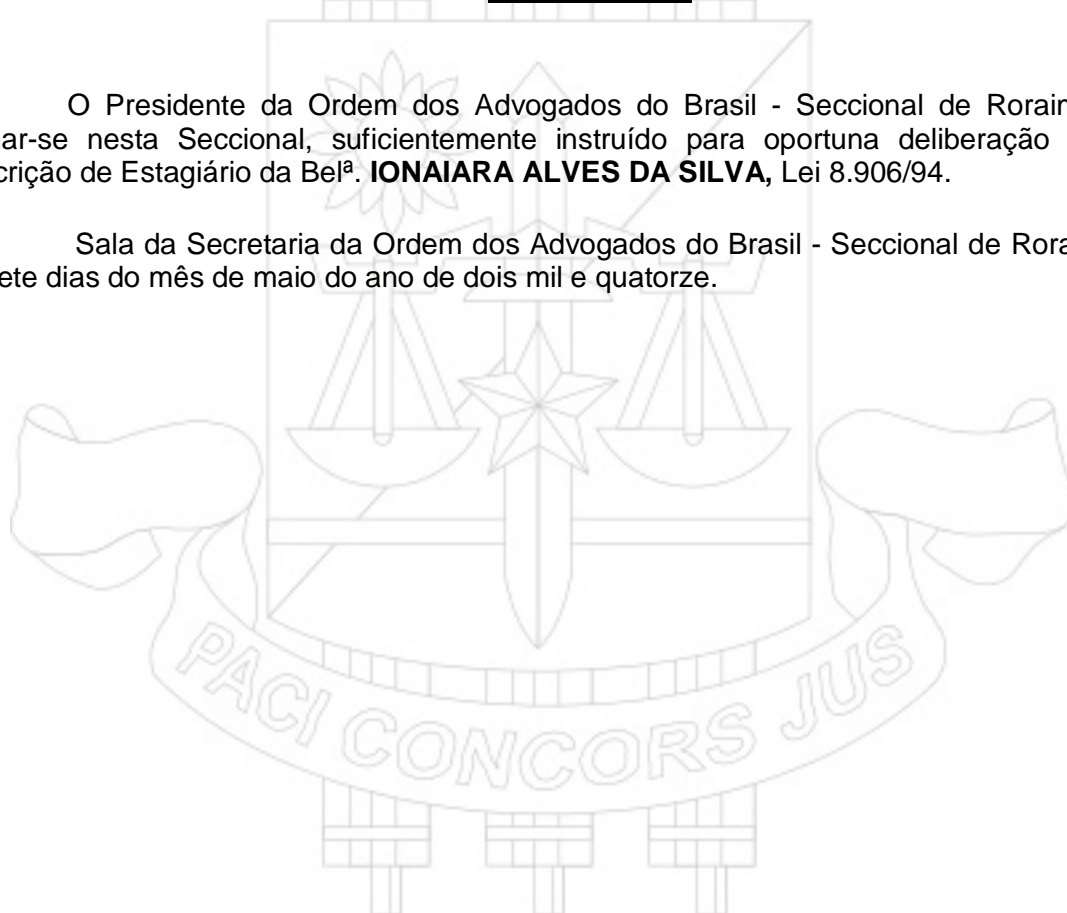 O Presidente da Ordem dos Advogados do Brasil - Seccional de Rorain
car-se nesta Seccional, suficientemente instruído para oportuna deliberação
crição de Estagiário da Belª. IONAIARA ALVES DA SILVA, Lei 8.906/94.
Sala da Secretaria da Ordem dos Advogados do Brasil - Seccional de Rora
ete dias do mês de maio do ano de dois mil e quatorze.
PACI CONCORS JUS